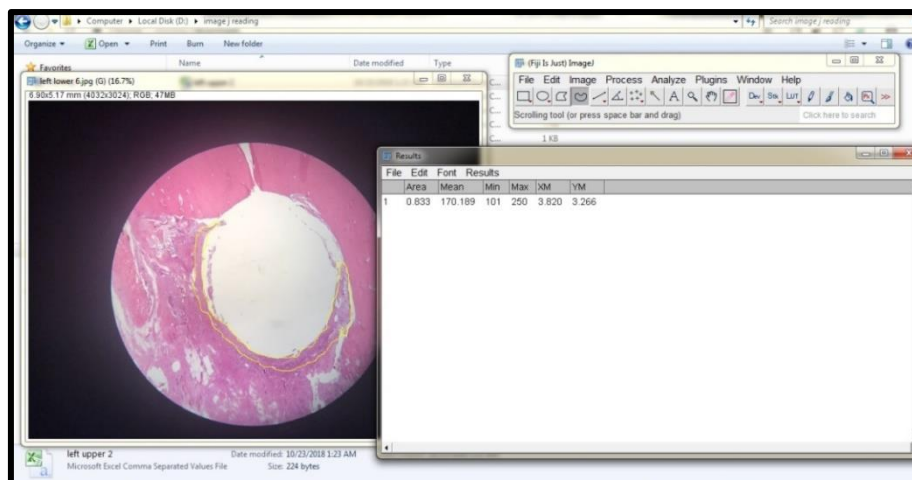 Computer ▸ Local Disk (D:) ▸ image j reading
Search image j reading
Organize Open Print Burn New folder
Favorites Name Date modified Type
left lower 6.jpg (G) (16.7%)
6.90x5.17 mm (4032x3024); RGB; 47MB
(Fiji Is Just) ImageJ
File Edit Image Process Analyze Plugins Window Help
A Dev Stk LUT >>
Scrolling tool (or press space bar and drag) Click here to search
1 KB
Results
File Edit Font Results
Area Mean Min Max XM YM
1 0.833 170.189 101 250 3.820 3.266
left upper 2 Date modified: 10/23/2018 1:23 AM
Microsoft Excel Comma Separated Values File Size: 224 bytes